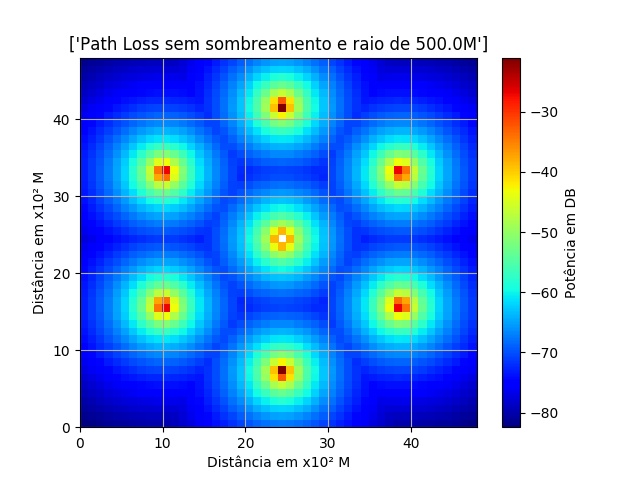 ['Path Loss sem sombreamento e raio de 500.0M']
40
30
20
10
0
0 10 20 30 40
Distância em x10² M
Distância em x10² M
−30
−40
−50
−60
−70
−80
Potência em DB